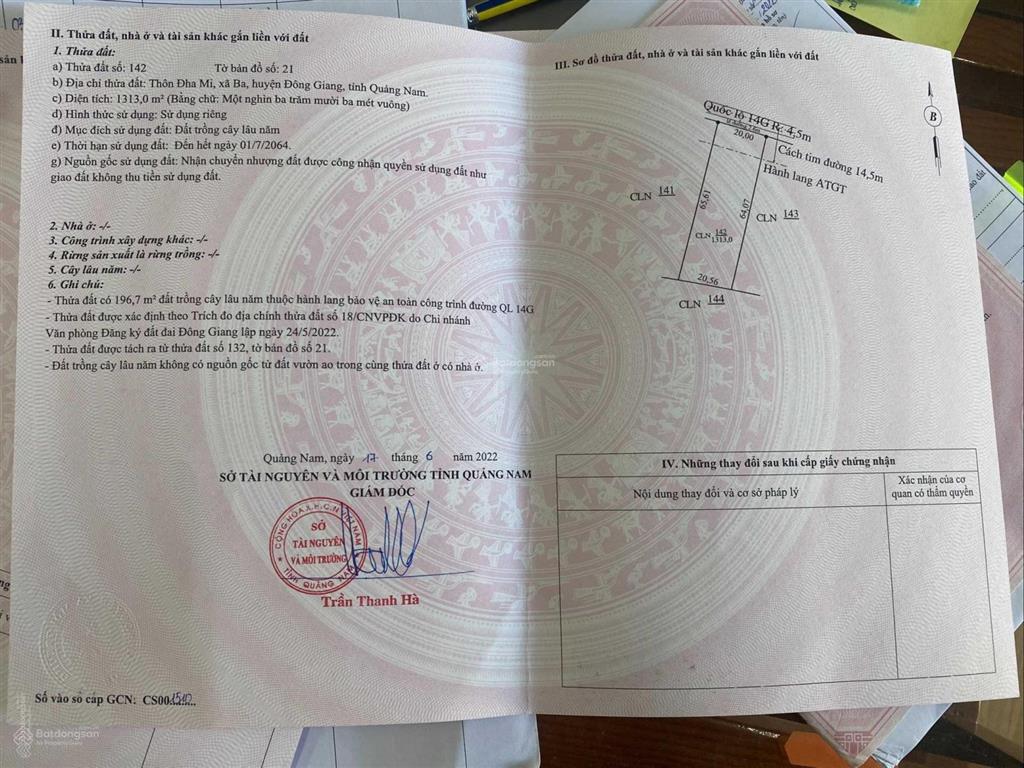 II. Thửa đất, nhà ở và tài sản khác gắn liền với đất
1. Thửa đất:
a) Thửa đất số: 142 Tờ bản đồ số: 21
b) Địa chỉ thửa đất: Thôn Đha Mi, xã Ba, huyện Đông Giang, tỉnh Quảng Nam.
c) Diện tích: 1313,0 m² (Bằng chữ: Một nghìn ba trăm mười ba mét vuông)
d) Hình thức sử dụng: Sử dụng riêng
đ) Mục đích sử dụng đất: Đất trồng cây lâu năm
e) Thời hạn sử dụng đất: Đến hết ngày 01/7/2064.
g) Nguồn gốc sử dụng đất: Nhận chuyển nhượng đất được công nhận quyền sử dụng đất như
giao đất không thu tiền sử dụng đất.
2. Nhà ở: -/-
3. Công trình xây dựng khác: -/-
4. Rừng sản xuất là rừng trồng: -/-
5. Cây lâu năm: -/-
6. Ghi chú:
- Thửa đất có 196,7 m² đất trồng cây lâu năm thuộc hành lang bảo vệ an toàn công trình đường QL 14G
- Thửa đất được xác định theo Trích đo địa chính thửa đất số 18/CNVPĐK do Chi nhánh
Văn phòng Đăng ký đất đai Đông Giang lập ngày 24/5/2022.
- Thửa đất được tách ra từ thửa đất số 132, tờ bản đồ số 21.
- Đất trồng cây lâu năm không có nguồn gốc từ đất vườn ao trong cùng thửa đất ở có nhà ở.
Quảng Nam, ngày 17 tháng 6 năm 2022
SỞ TÀI NGUYÊN VÀ MÔI TRƯỜNG TỈNH QUẢNG NAM
GIÁM ĐỐC
CỘNG HÒA X.H.C.N VIỆT NAM
SỞ
TÀI NGUYÊN
VÀ MÔI TRƯỜNG
TỈNH QUẢNG NAM
Trần Thanh Hà
Số vào sổ cấp GCN: CS00
III. Sơ đồ thửa đất, nhà ở và tài sản khác gắn liền với đất
Quốc lộ 14G R: 4,5m
20,00
Cách tim đường 14,5m
Hành lang ATGT
B
CLN 141
65,61
64,07
CLN 143
CLN 142
1313,0
20,56
CLN 144
IV. Những thay đổi sau khi cấp giấy chứng nhận
Nội dung thay đổi và cơ sở pháp lý
Xác nhận của cơ
quan có thẩm quyền
Batdongsan
by PropertyGuru
Batdongsan